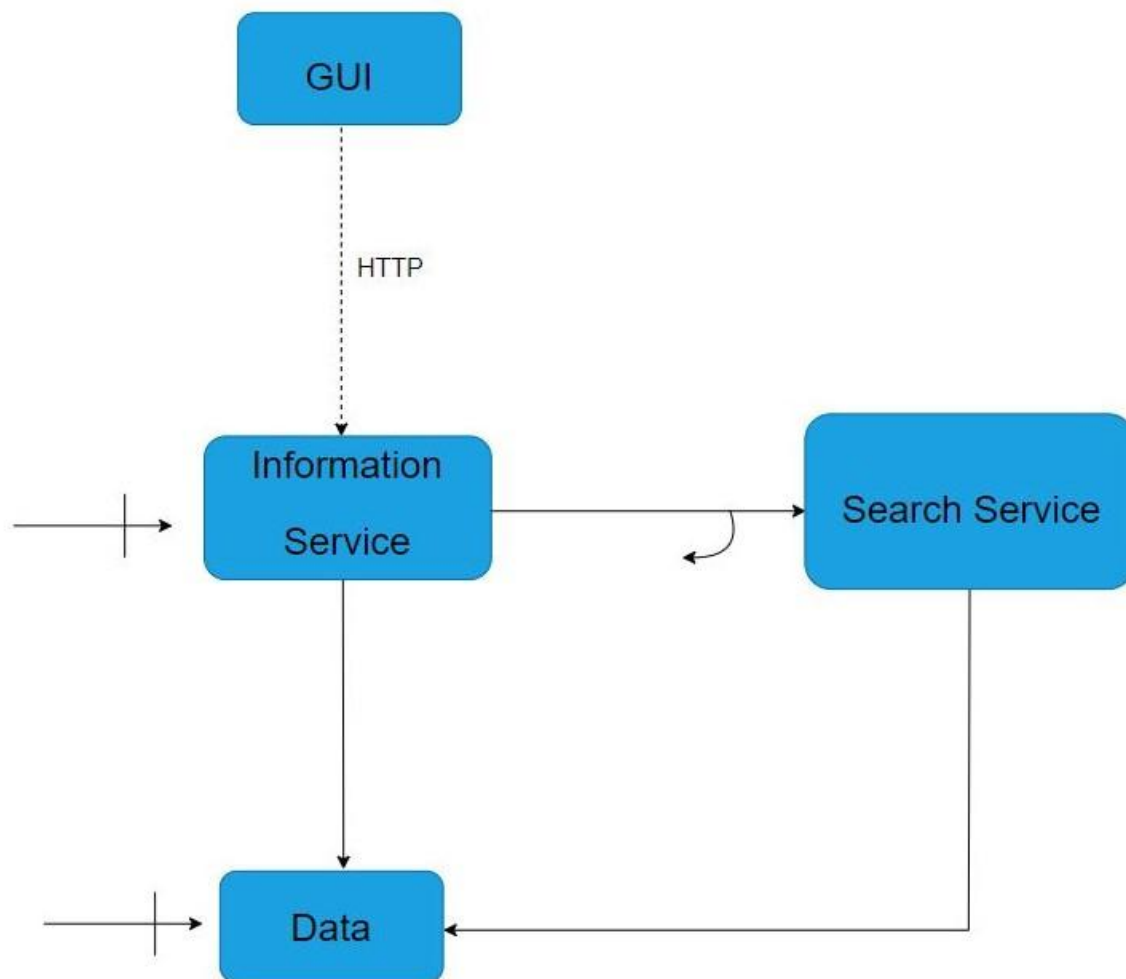 GUI
HTTP
Information
Service
Search Service
Data